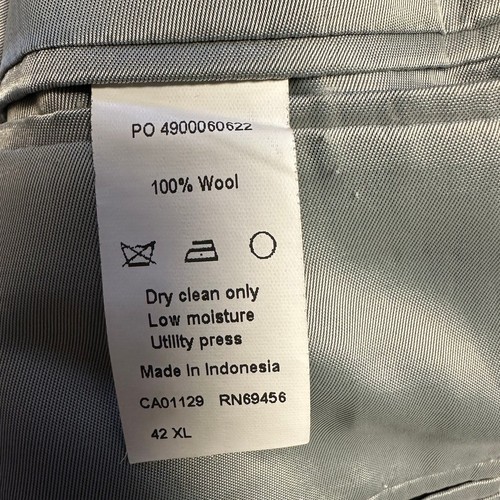 PO 4900060622
100% Wool
Dry clean only
Low moisture
Utility press
Made In Indonesia
CA01129 RN69456
42 XL